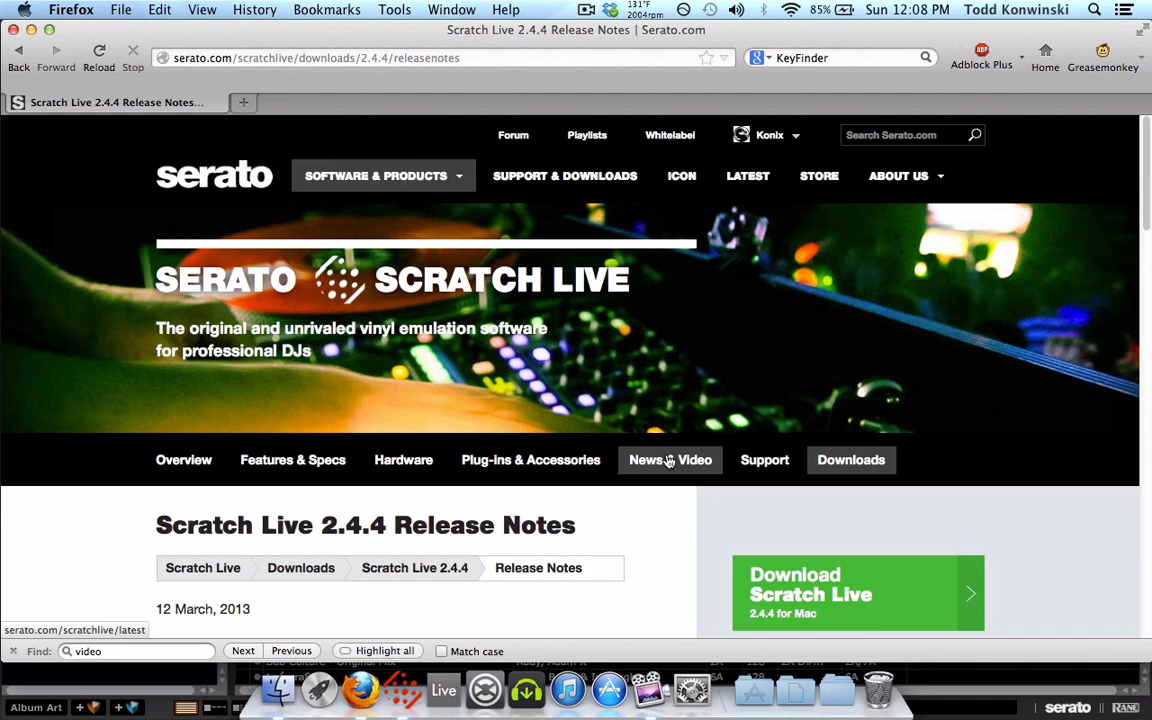 Firefox File Edit View History Bookmarks Tools Window Help 131°F 2004rpm 85% Sun 12:08 PM Todd Konwinski
Scratch Live 2.4.4 Release Notes | Serato.com
Back Forward Reload Stop serato.com/scratchlive/downloads/2.4.4/releasenotes KeyFinder Adblock Plus Home Greasemonkey
Scratch Live 2.4.4 Release Notes...
Forum Playlists Whitelabel Konix Search Serato.com
serato SOFTWARE & PRODUCTS SUPPORT & DOWNLOADS ICON LATEST STORE ABOUT US
SERATO SCRATCH LIVE
The original and unrivaled vinyl emulation software
for professional DJs
Overview Features & Specs Hardware Plug-ins & Accessories News & Video Support Downloads
Scratch Live 2.4.4 Release Notes
Scratch Live Downloads Scratch Live 2.4.4 Release Notes
Download
Scratch Live
2.4.4 for Mac
12 March, 2013
serato.com/scratchlive/latest
Find: video Next Previous Highlight all Match case
Live
Album Art serato RANE